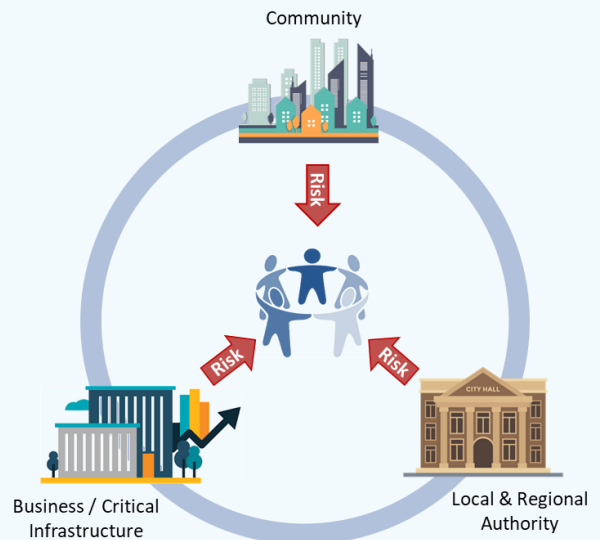 Community
Risk
Risk
Risk
CITY HALL
Business / Critical
Infrastructure
Local & Regional
Authority